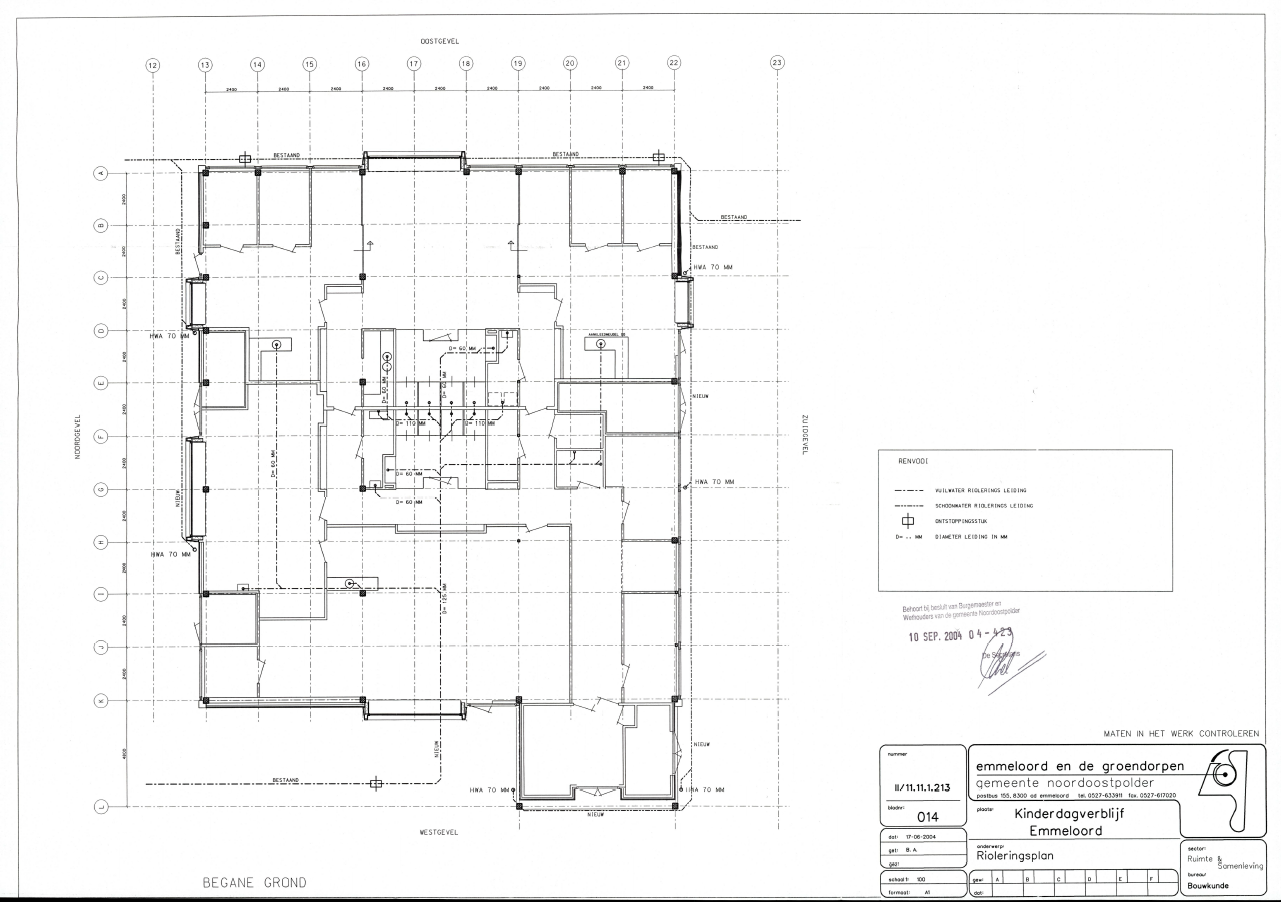 OOSTGEVEL
12 13 14 15 16 17 18 19 20 21 22 23
2400 2400 2400 2400 2400 2400 2400 2400 2400
BESTAAND
BESTAAND
A
2400
B
BESTAAND
BESTAAND
2400
BESTAAND
C
HWA 70 MM
2400
D
HWA 70 MM
D= 60 MM
AANKLEEDMEUBEL OB
2400
E
D= 60 MM
D= 60 MM
NIEUW
2400
D= 110 MM
D= 110 MM
F
NOORDGEVEL
ZUIDGEVEL
2400
D= 60 MM
D= 60 MM
HWA 70 MM
G
NIEUW
D= 60 MM
2400
H
HWA 70 MM
2400
I
D= 125 MM
2400
J
2400
K
NIEUW
NIEUW
4800
BESTAAND
HWA 70 MM
HWA 70 MM
L
NIEUW
WESTGEVEL
BEGANE GROND
RENVOOI
VUILWATER RIOLERINGS LEIDING
SCHOONWATER RIOLERINGS LEIDING
ONTSTOPPINGSSTUK
D= .. MM DIAMETER LEIDING IN MM
Behoort bij besluit van Burgemeester en
Wethouders van de gemeente Noordoostpolder
10 SEP. 2004 04-423
De Secretaris
MATEN IN HET WERK CONTROLEREN
nummer
II/11.11.1.213
bladnr:
014
dat: 17-06-2004
get: B.A.
gez:
schaal 1: 100
formaat: A1
emmeloord en de groendorpen
gemeente noordoostpolder
postbus 155, 8300 ad emmeloord tel. 0527-633911 fax. 0527-617020
plaats:
Kinderdagverblijf
Emmeloord
onderwerp:
Rioleringsplan
gew: A B C D E F
dat:
sector:
Ruimte &
Samenleving
bureau:
Bouwkunde